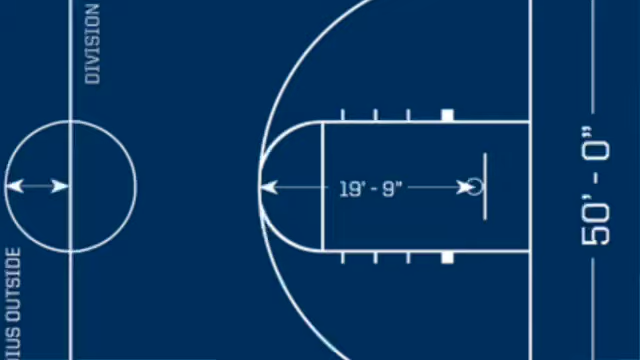 DIVISION
IUS OUTSIDE
19' - 9"
50' - 0"